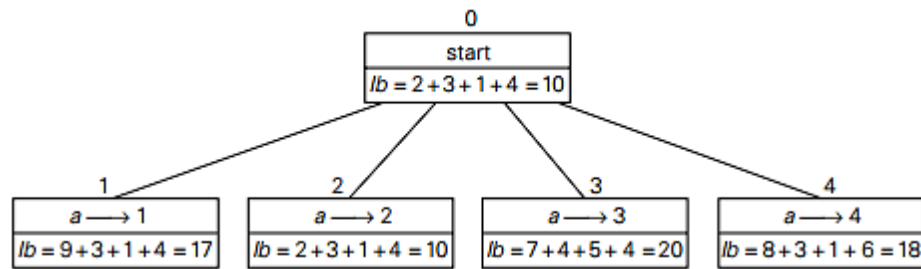 0
start
lb = 2 + 3 + 1 + 4 = 10
1
2
3
4
a ⟶ 1
a ⟶ 2
a ⟶ 3
a ⟶ 4
lb = 9 + 3 + 1 + 4 = 17
lb = 2 + 3 + 1 + 4 = 10
lb = 7 + 4 + 5 + 4 = 20
lb = 8 + 3 + 1 + 6 = 18